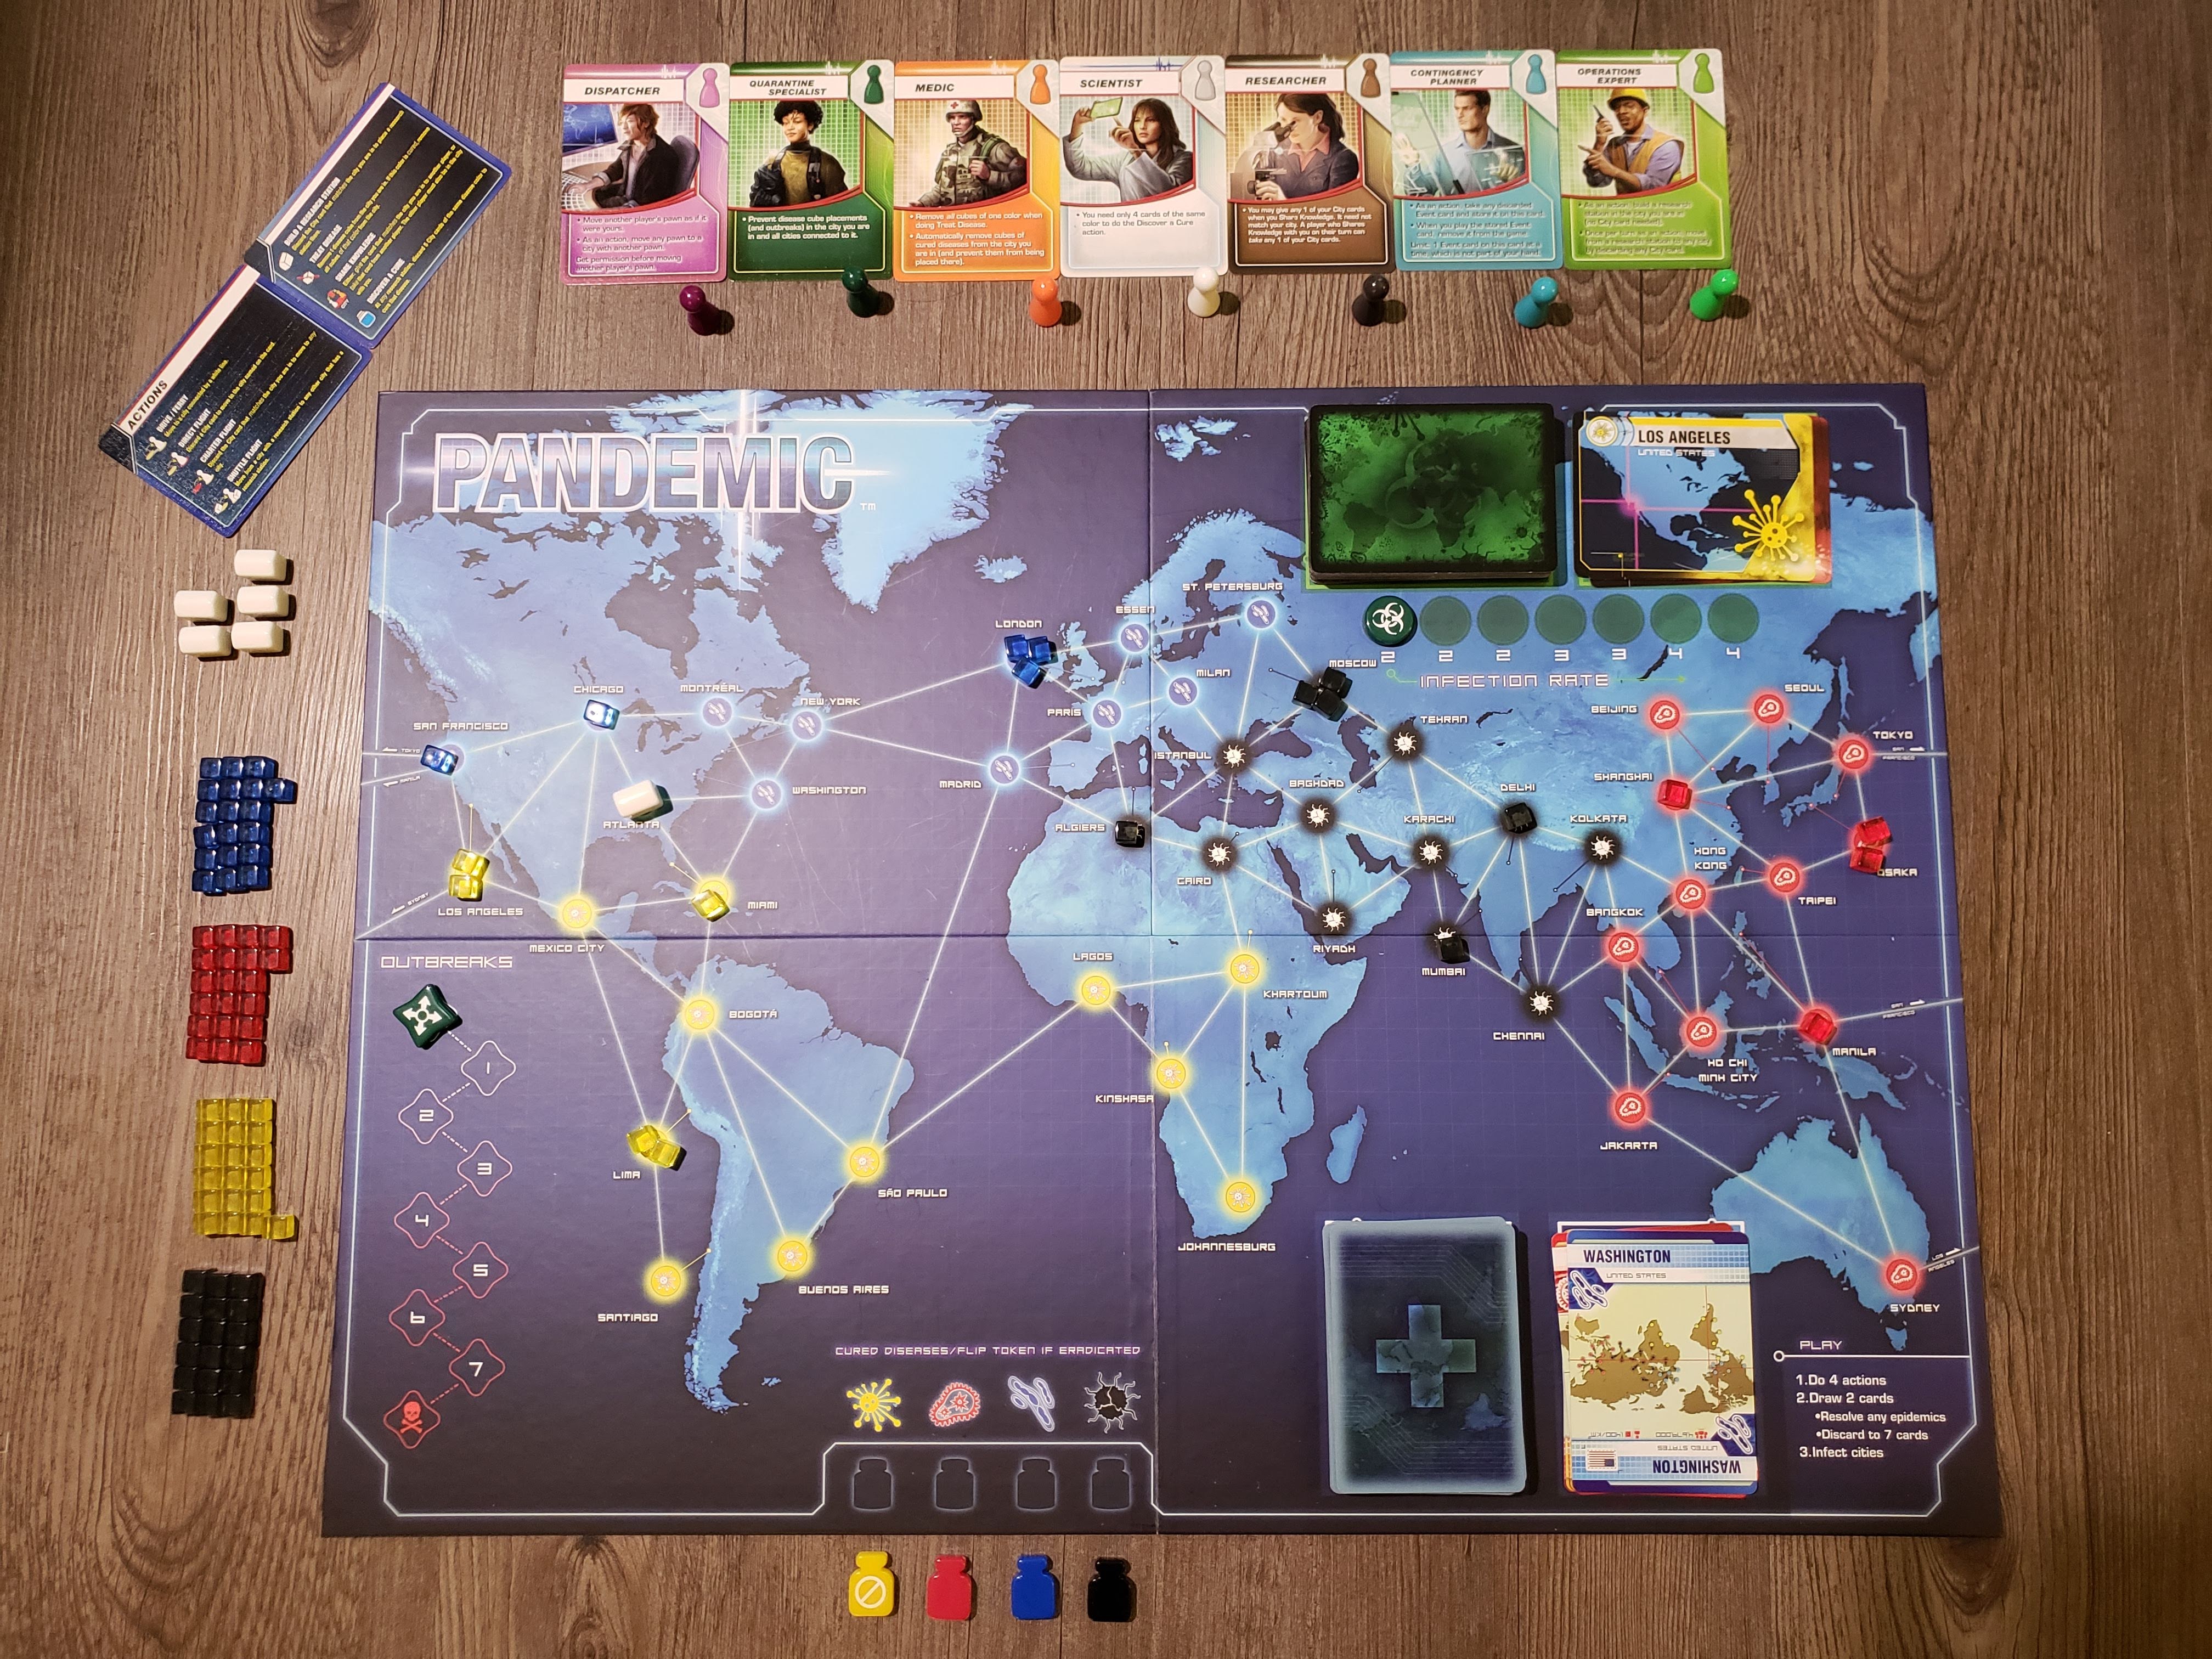 DISPATCHER
• Move another player's pawn as if it
were yours.
• As an action, move any pawn to a
city with another pawn.
Get permission before moving
another player's pawn.
QUARANTINE
SPECIALIST
• Prevent disease cube placements
(and outbreaks) in the city you are
in and all cities connected to it.
MEDIC
• Remove all cubes of one color when
doing Treat Disease.
• Automatically remove cubes of
cured diseases from the city you
are in (and prevent them from being
placed there).
SCIENTIST
• You need only 4 cards of the same
color to do the Discover a Cure
action.
RESEARCHER
• You may give any 1 of your City cards
when you Share Knowledge. It need not
match your city. A player who Shares
Knowledge with you on their turn can
take any 1 of your City cards.
CONTINGENCY
PLANNER
• As an action, take any discarded
Event card and store it on this card.
• When you play the stored Event
card, remove it from the game.
Limit: 1 Event card on this card at a
time, which is not part of your hand.
OPERATIONS
EXPERT
• As an action, build a research
station in the city you are in
(no City card needed).
• Once per turn as an action, move
from a research station to any city
by discarding any City card.
BUILD A RESEARCH STATION
TREAT DISEASE
SHARE KNOWLEDGE
DISCOVER A CURE
ACTIONS
DRIVE / FERRY
DIRECT FLIGHT
CHARTER FLIGHT
SHUTTLE FLIGHT
PANDEMIC™
LOS ANGELES
UNITED STATES
2 2 2 3 3 4 4
INFECTION RATE
ST. PETERSBURG
ESSEN
LONDON
MOSCOW
MILAN
PARIS
CHICAGO
MONTRÉAL
NEW YORK
SAN FRANCISCO
TOKYO
MANILA
ATLANTA
WASHINGTON
MADRID
ISTANBUL
TEHRAN
BEIJING
SEOUL
TOKYO
SAN
FRANCISCO
SHANGHAI
BAGHDAD
DELHI
ALGIERS
KARACHI
KOLKATA
HONG
KONG
OSAKA
CAIRO
TAIPEI
SYDNEY
LOS ANGELES
MIAMI
BANGKOK
MEXICO CITY
RIYADH
MUMBAI
LAGOS
KHARTOUM
BOGOTÁ
CHENNAI
SAN
FRANCISCO
MANILA
HO CHI
MINH CITY
KINSHASA
JAKARTA
LIMA
SÃO PAULO
JOHANNESBURG
LOS
ANGELES
BUENOS AIRES
SANTIAGO
SYDNEY
OUTBREAKS
1
2
3
4
5
6
7
CURED DISEASES/FLIP TOKEN IF ERADICATED
WASHINGTON
UNITED STATES
UNITED STATES
WASHINGTON
PLAY
1.Do 4 actions
2.Draw 2 cards
•Resolve any epidemics
•Discard to 7 cards
3.Infect cities